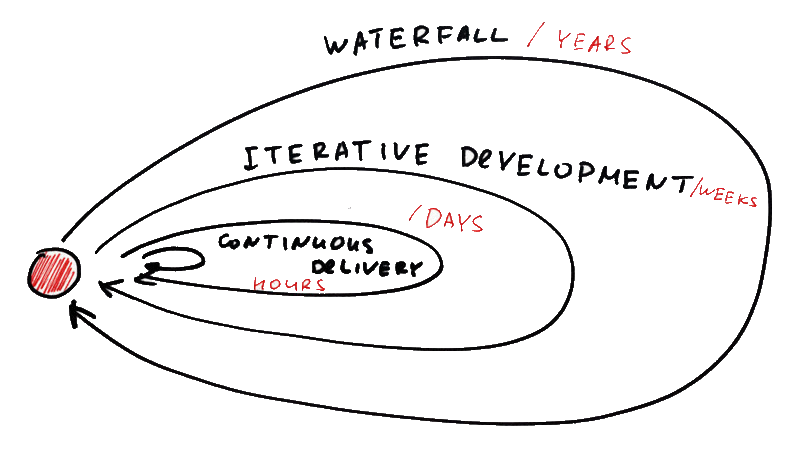 WATERFALL / YEARS
ITERATIVE DEVELOPMENT/WEEKS
/DAYS
CONTINUOUS
DELIVERY
HOURS